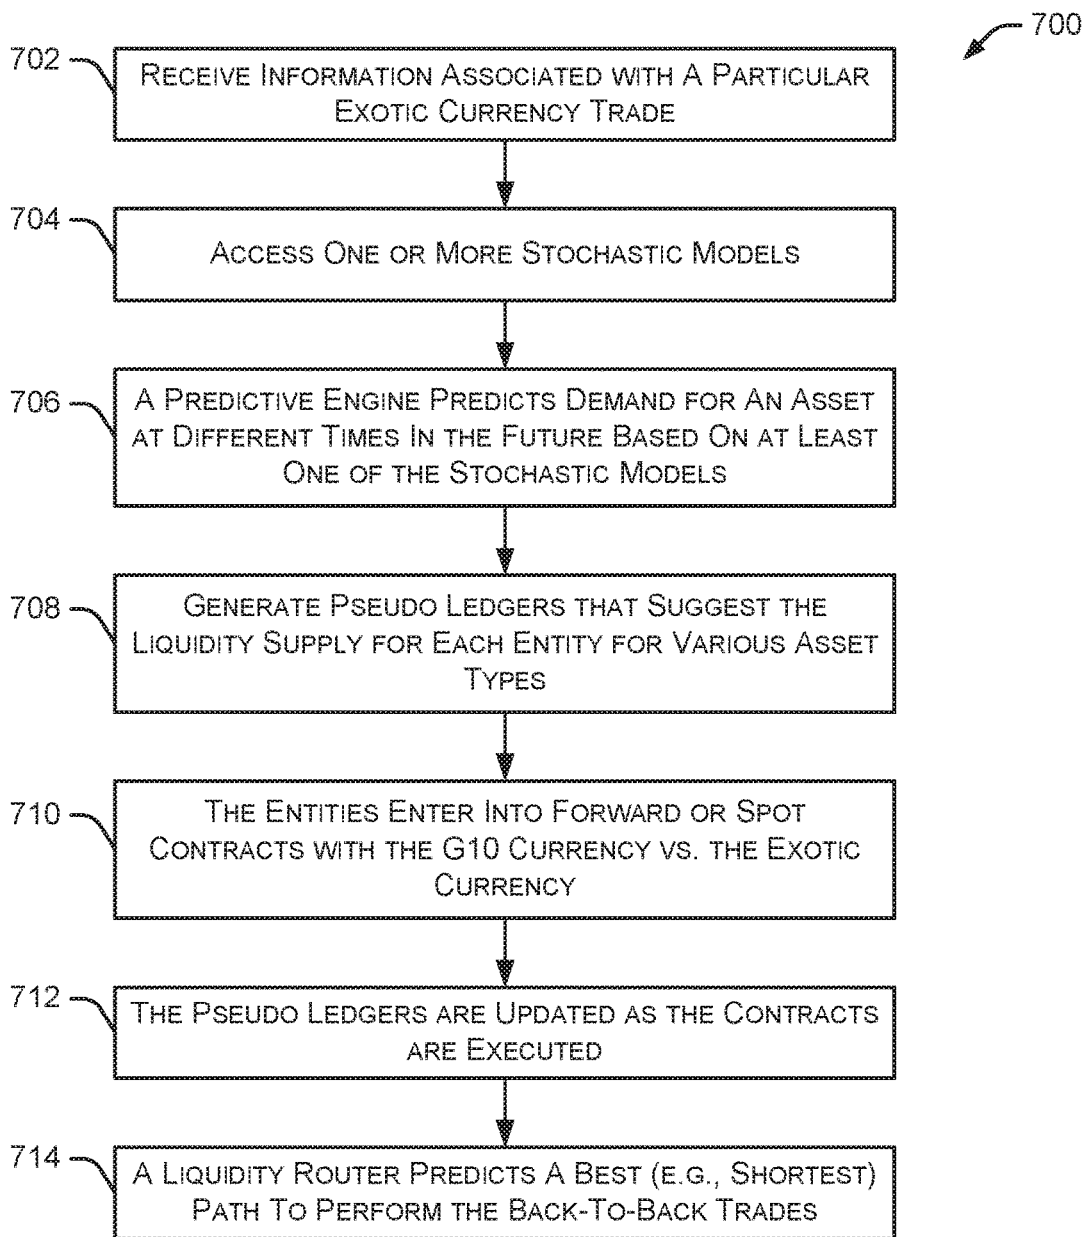 700
702
RECEIVE INFORMATION ASSOCIATED WITH A PARTICULAR
EXOTIC CURRENCY TRADE
704
ACCESS ONE OR MORE STOCHASTIC MODELS
706
A PREDICTIVE ENGINE PREDICTS DEMAND FOR AN ASSET
AT DIFFERENT TIMES IN THE FUTURE BASED ON AT LEAST
ONE OF THE STOCHASTIC MODELS
708
GENERATE PSEUDO LEDGERS THAT SUGGEST THE
LIQUIDITY SUPPLY FOR EACH ENTITY FOR VARIOUS ASSET
TYPES
710
THE ENTITIES ENTER INTO FORWARD OR SPOT
CONTRACTS WITH THE G10 CURRENCY VS. THE EXOTIC
CURRENCY
712
THE PSEUDO LEDGERS ARE UPDATED AS THE CONTRACTS
ARE EXECUTED
714
A LIQUIDITY ROUTER PREDICTS A BEST (E.G., SHORTEST)
PATH TO PERFORM THE BACK-TO-BACK TRADES